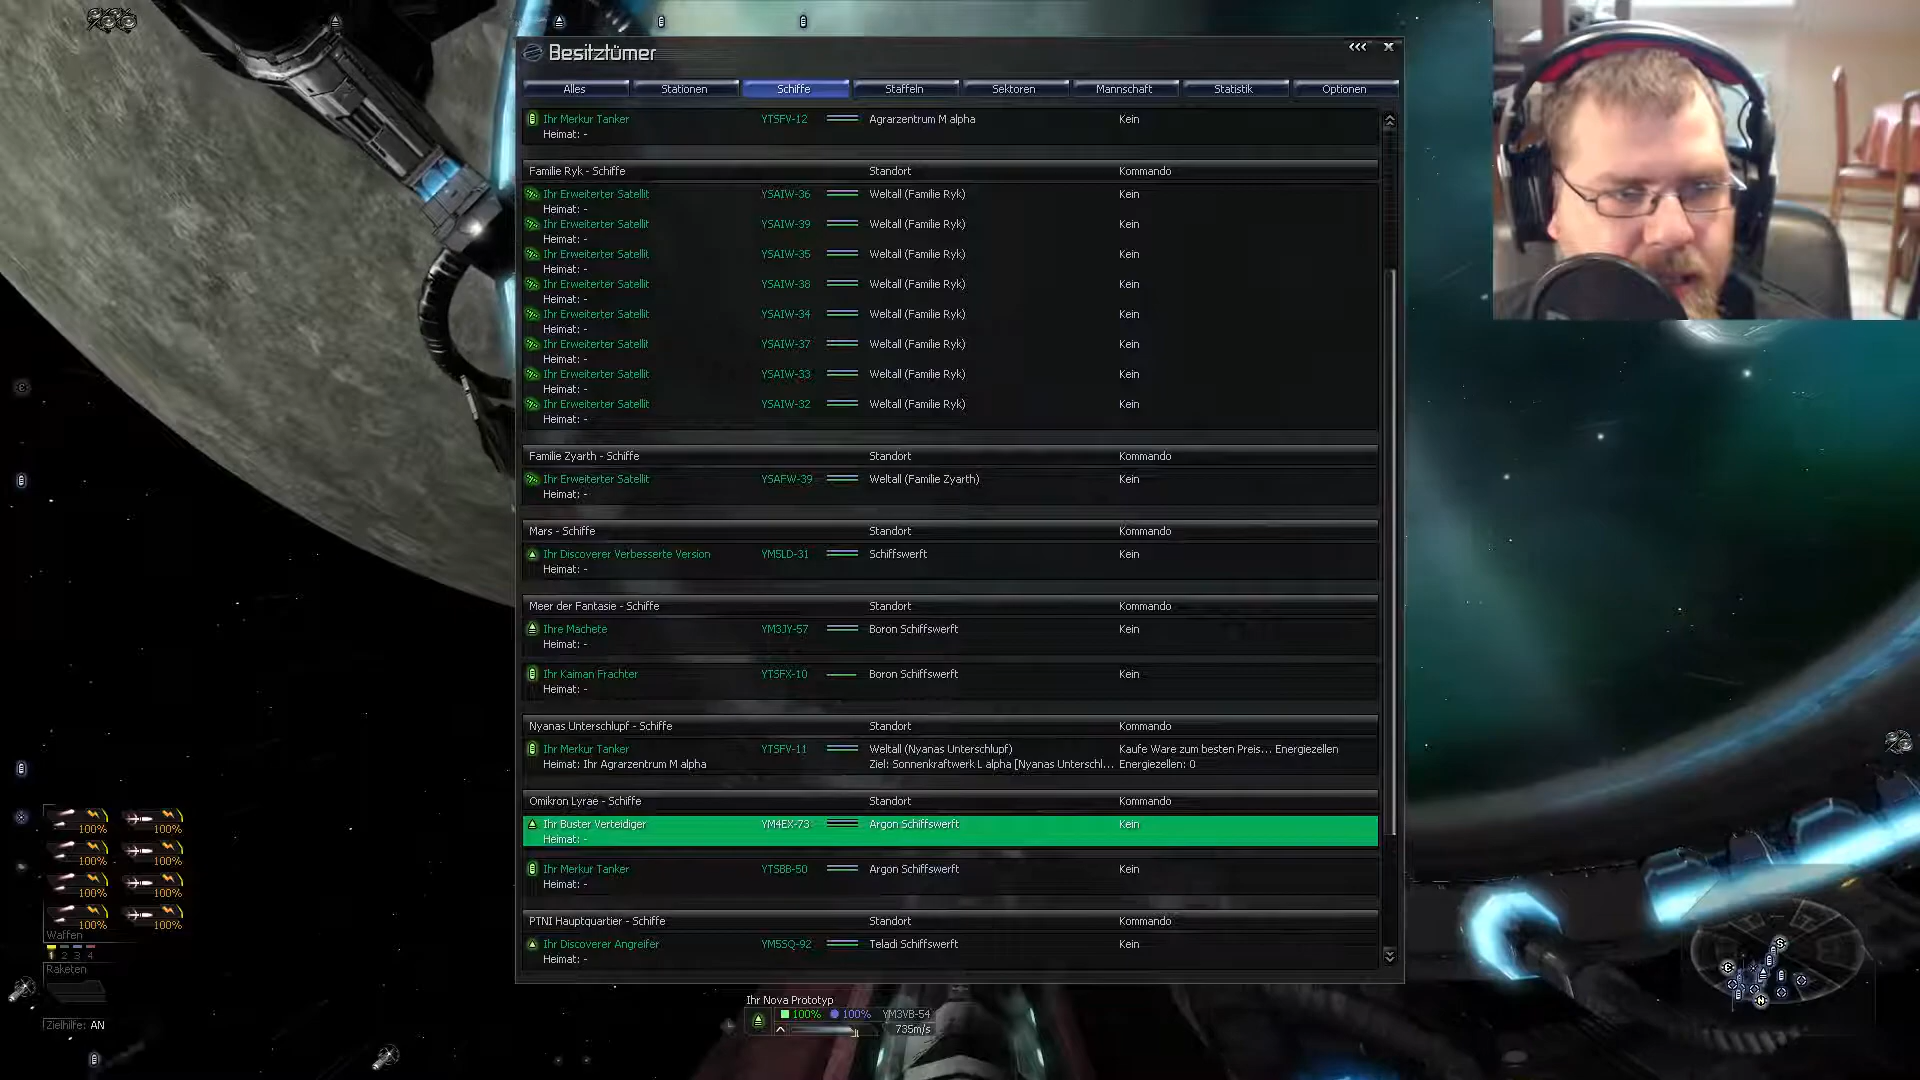 Besitztümer
Alles Stationen Schiffe Staffeln Sektoren Mannschaft Statistik Optionen
Ihr Merkur Tanker YTSFV-12 Agrarzentrum M alpha Kein
Heimat: -
Familie Ryk - Schiffe Standort Kommando
Ihr Erweiterter Satellit YSAIW-36 Weltall (Familie Ryk) Kein
Heimat: -
Ihr Erweiterter Satellit YSAIW-39 Weltall (Familie Ryk) Kein
Heimat: -
Ihr Erweiterter Satellit YSAIW-35 Weltall (Familie Ryk) Kein
Heimat: -
Ihr Erweiterter Satellit YSAIW-38 Weltall (Familie Ryk) Kein
Heimat: -
Ihr Erweiterter Satellit YSAIW-34 Weltall (Familie Ryk) Kein
Heimat: -
Ihr Erweiterter Satellit YSAIW-37 Weltall (Familie Ryk) Kein
Heimat: -
Ihr Erweiterter Satellit YSAIW-33 Weltall (Familie Ryk) Kein
Heimat: -
Ihr Erweiterter Satellit YSAIW-32 Weltall (Familie Ryk) Kein
Heimat: -
Familie Zyarth - Schiffe Standort Kommando
Ihr Erweiterter Satellit YSAFW-39 Weltall (Familie Zyarth) Kein
Heimat: -
Mars - Schiffe Standort Kommando
Ihr Discoverer Verbesserte Version YM5LD-31 Schiffswerft Kein
Heimat: -
Meer der Fantasie - Schiffe Standort Kommando
Ihre Machete YM3JY-57 Boron Schiffswerft Kein
Heimat: -
Ihr Kaiman Frachter YTSFX-10 Boron Schiffswerft Kein
Heimat: -
Nyanas Unterschlupf - Schiffe Standort Kommando
Ihr Merkur Tanker YTSFV-11 Weltall (Nyanas Unterschlupf) Kaufe Ware zum besten Preis... Energiezellen
Heimat: Ihr Agrarzentrum M alpha Ziel: Sonnenkraftwerk L alpha [Nyanas Unterschl... Energiezellen: 0
Omikron Lyrae - Schiffe Standort Kommando
Ihr Buster Verteidiger YM4EX-73 Argon Schiffswerft Kein
Heimat: -
Ihr Merkur Tanker YTSBB-50 Argon Schiffswerft Kein
Heimat: -
PTNI Hauptquartier - Schiffe Standort Kommando
Ihr Discoverer Angreifer YM5SQ-92 Teladi Schiffswerft Kein
Heimat: -
100% 100%
100% 100%
100% 100%
100% 100%
Waffen
1 2 3 4
Raketen
Zielhilfe: AN
Ihr Nova Prototyp
100% 100% YM3VB-54
735m/s